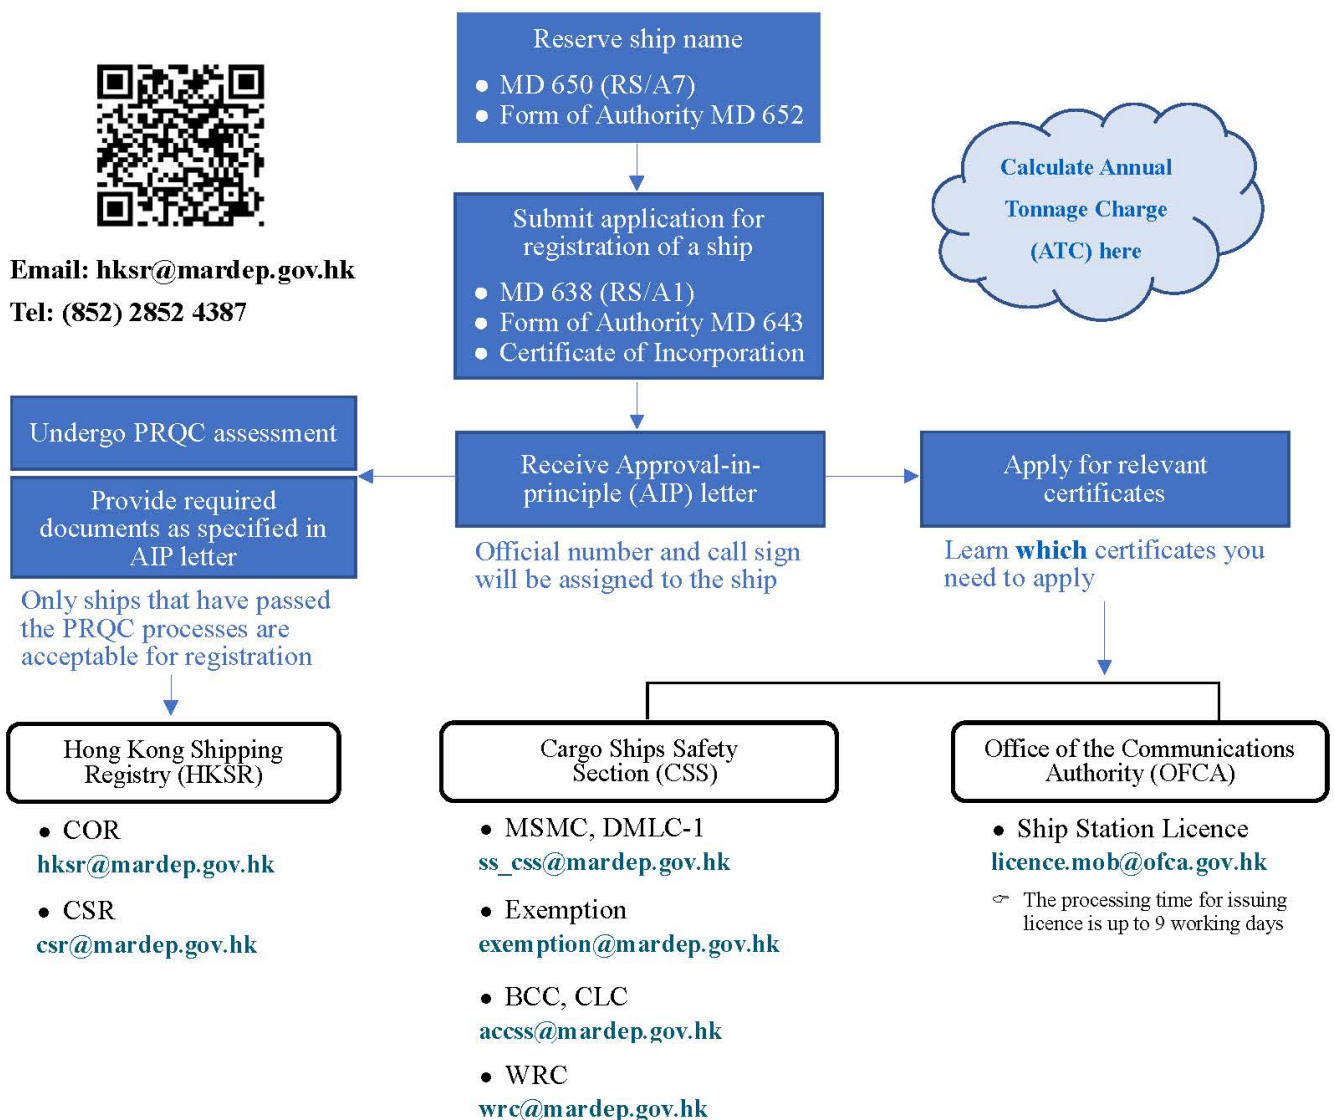 Reserve ship name
● MD 650 (RS/A7)
● Form of Authority MD 652
Email: hksr@mardep.gov.hk
Tel: (852) 2852 4387
Calculate Annual
Tonnage Charge
(ATC) here
Submit application for
registration of a ship
● MD 638 (RS/A1)
● Form of Authority MD 643
● Certificate of Incorporation
Undergo PRQC assessment
Provide required
documents as specified in
AIP letter
Only ships that have passed
the PRQC processes are
acceptable for registration
Receive Approval-in-
principle (AIP) letter
Official number and call sign
will be assigned to the ship
Apply for relevant
certificates
Learn which certificates you
need to apply
Hong Kong Shipping
Registry (HKSR)
● COR
hksr@mardep.gov.hk
● CSR
csr@mardep.gov.hk
Cargo Ships Safety
Section (CSS)
● MSMC, DMLC-1
ss_css@mardep.gov.hk
● Exemption
exemption@mardep.gov.hk
● BCC, CLC
accss@mardep.gov.hk
● WRC
wrc@mardep.gov.hk
Office of the Communications
Authority (OFCA)
● Ship Station Licence
licence.mob@ofca.gov.hk
☞ The processing time for issuing
licence is up to 9 working days